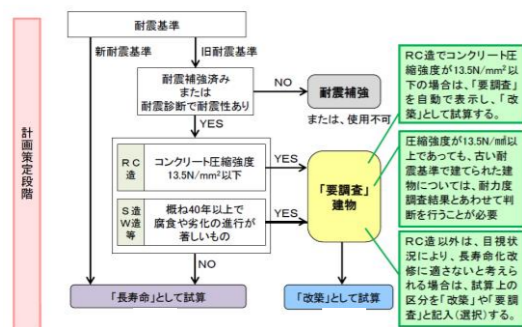 計画策定段階
耐震基準
新耐震基準
旧耐震基準
耐震補強済み
または
耐震診断で耐震性あり
NO
耐震補強
または、使用不可
YES
RC
造
コンクリート圧縮強度
13.5N/mm²以下
YES
S造
W造
等
概ね40年以上で
腐食や劣化の進行が
著しいもの
YES
「要調査」
建物
NO
「長寿命」として試算
「改築」として試算
RC造でコンクリート圧
縮強度が13.5N/mm²以
下の場合は、「要調査」
を自動で表示し、「改
築」として試算する。
圧縮強度が13.5N/㎟以
上であっても、古い耐
震基準で建てられた建
物については、耐力度
調査結果とあわせて判
断を行うことが必要
RC造以外は、目視状
況により、長寿命化改
修に適さないと考えら
れる場合は、試算上の
区分を「改築」や「要調
査」と記入(選択)する。